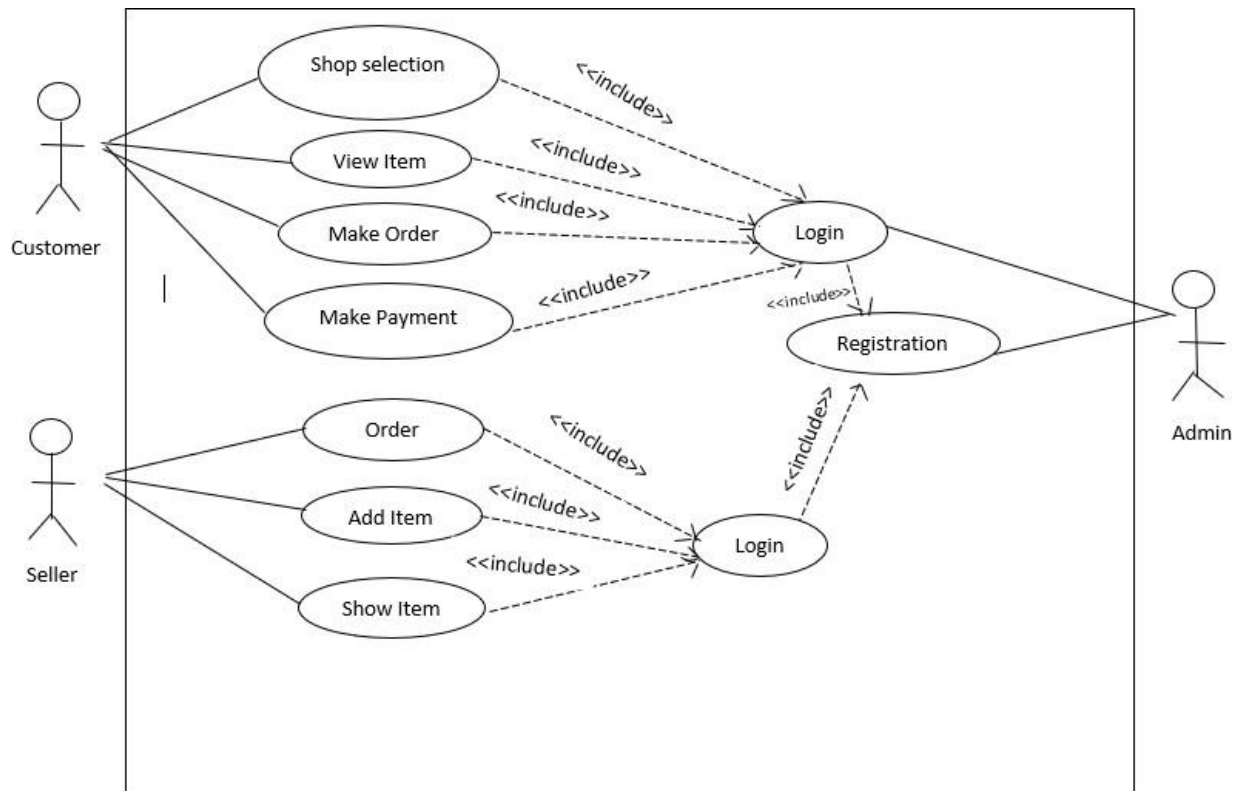 Shop selection
<<include>>
View Item
<<include>>
Customer
Make Order
<<include>>
Login
Make Payment
<<include>>
<<include>>
Registration
Admin
Order
<<include>>
<<include>>
Add Item
<<include>>
Login
Seller
Show Item
<<include>>